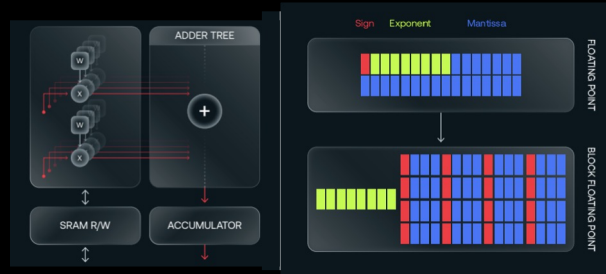 ADDER TREE
W
X
+
W
X
SRAM R/W
ACCUMULATOR
Sign Exponent Mantissa
FLOATING POINT
BLOCK FLOATING POINT